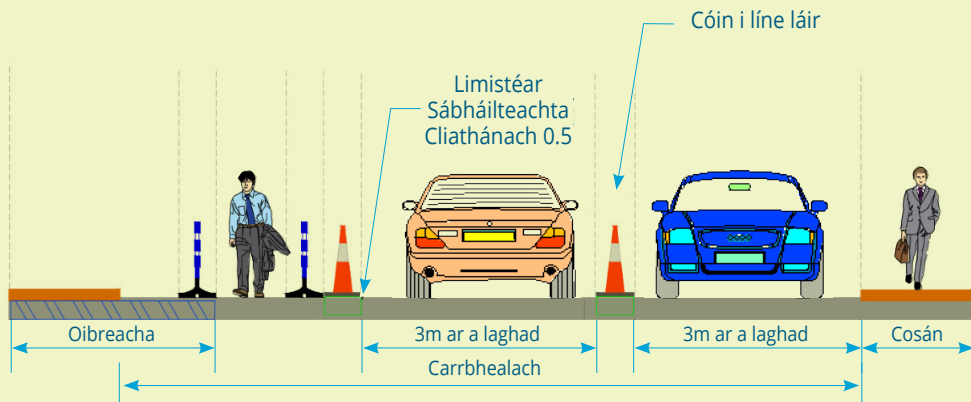 Cóin i líne láir
Limistéar
Sábháilteachta
Cliathánach 0.5
Oibreacha
3m ar a laghad
3m ar a laghad
Cosán
Carrbhealach